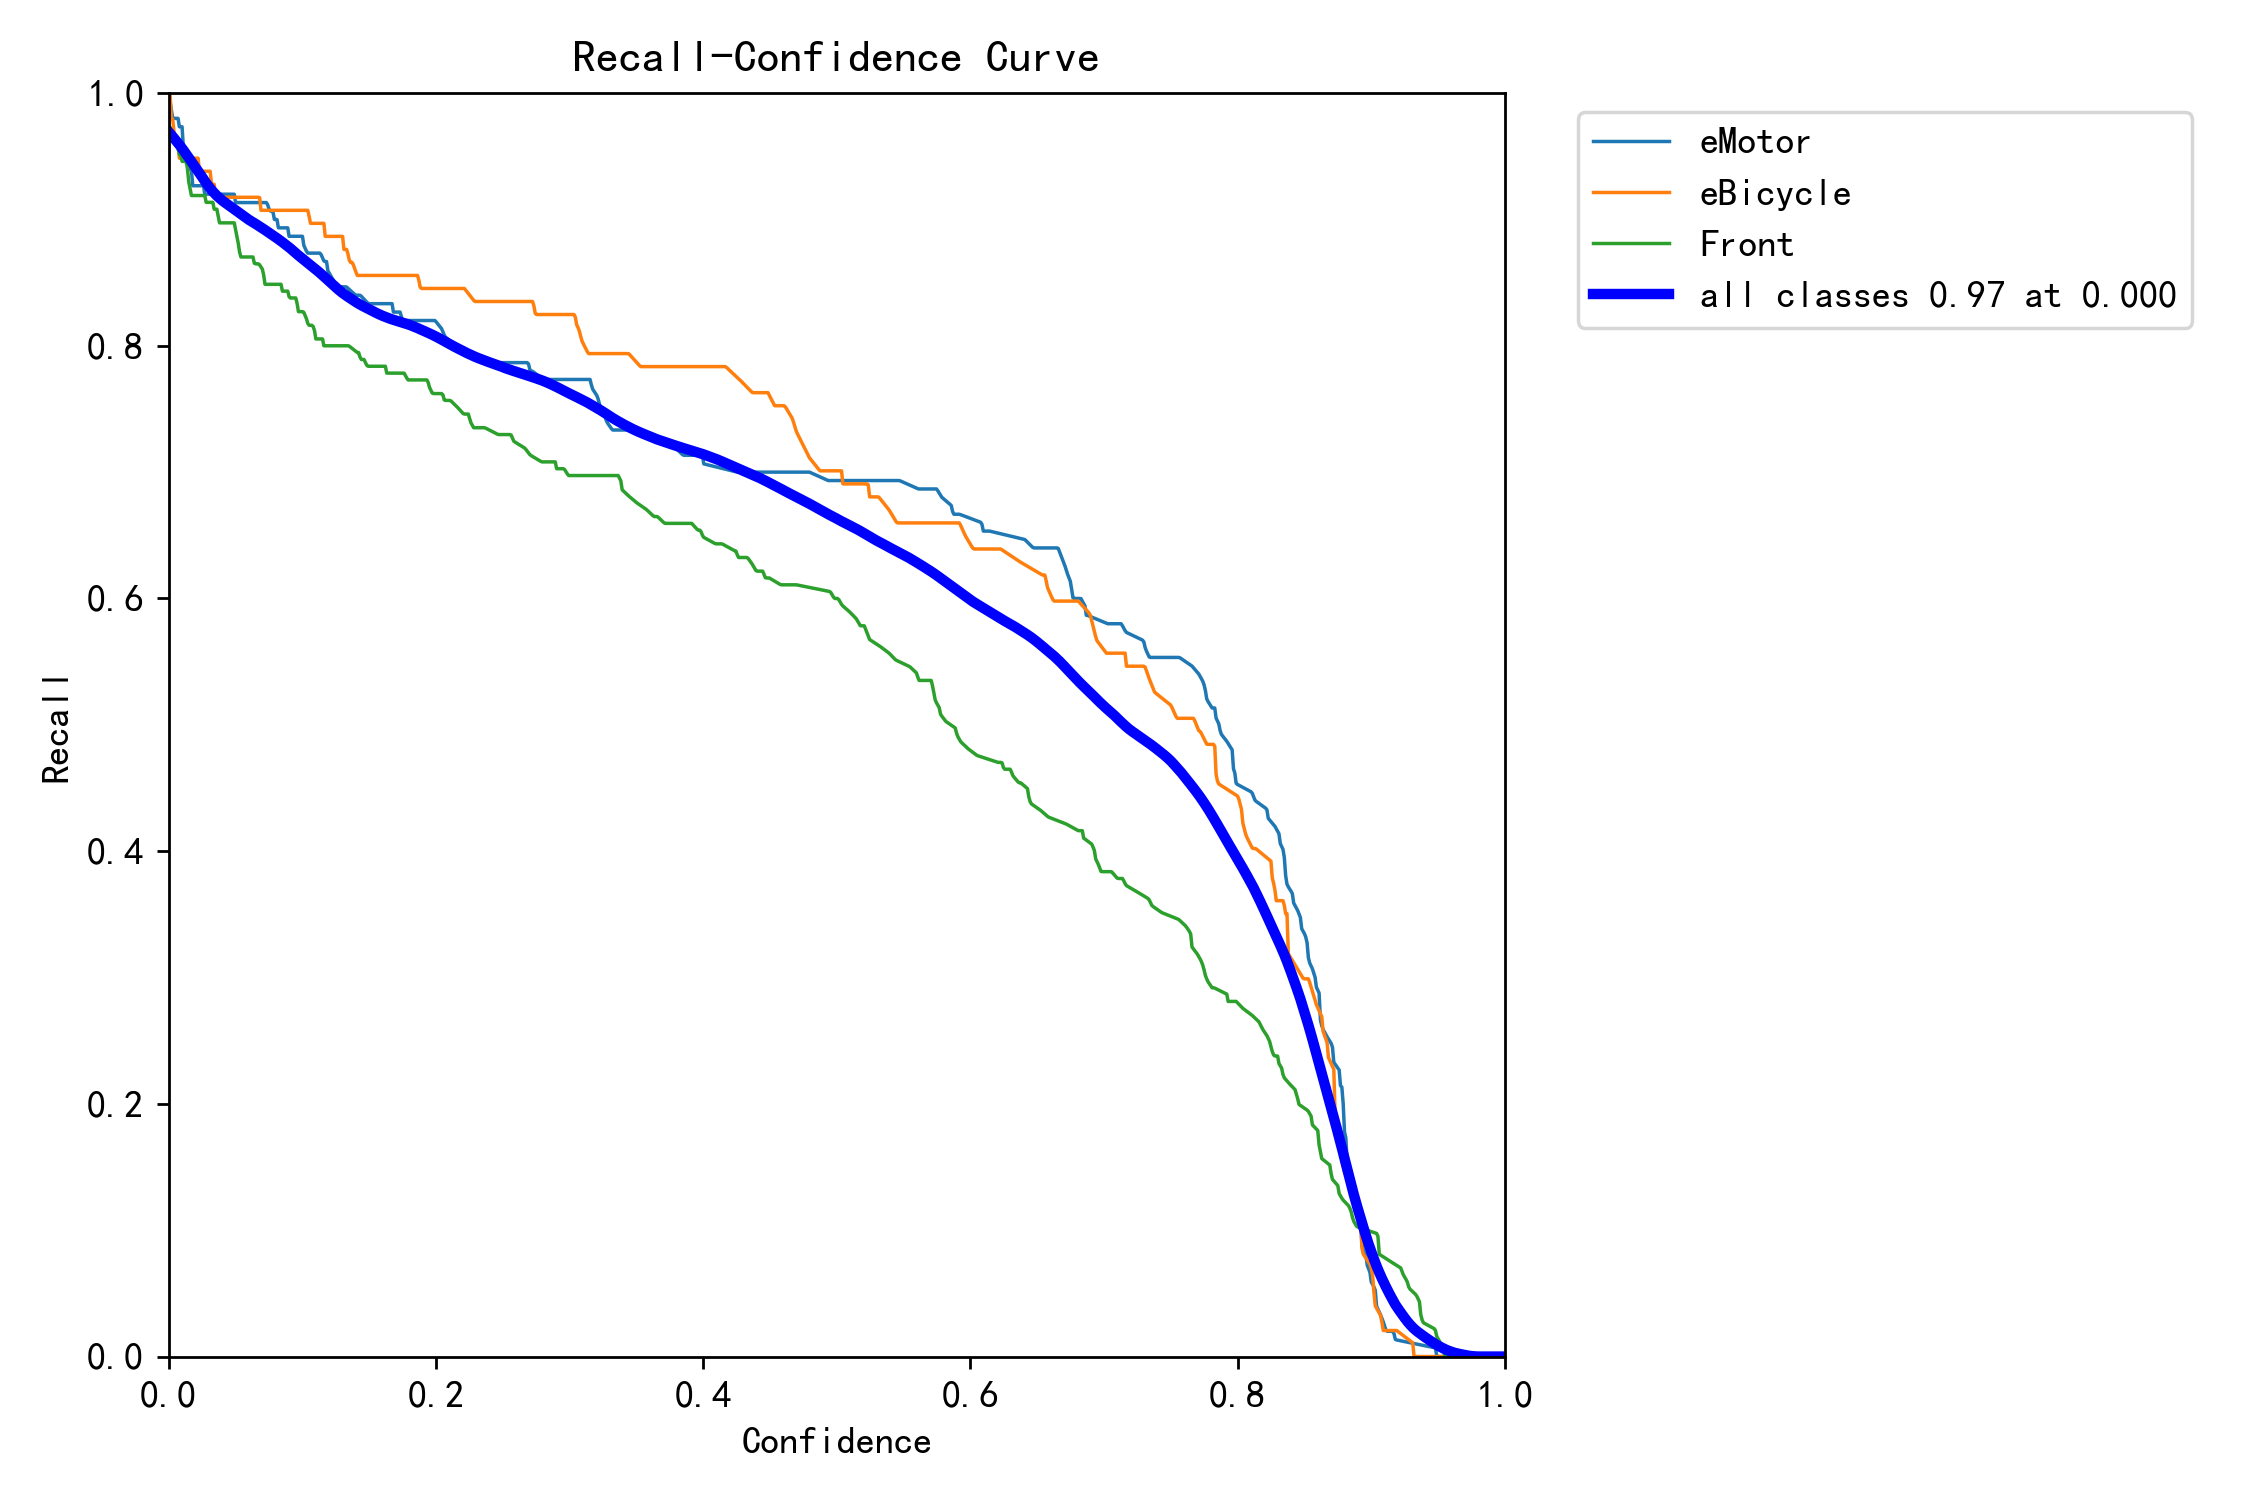 Recall-Confidence Curve
1.0
0.8
0.6
0.4
0.2
0.0
Recall
0.0 0.2 0.4 0.6 0.8 1.0
Confidence
eMotor
eBicycle
Front
all classes 0.97 at 0.000